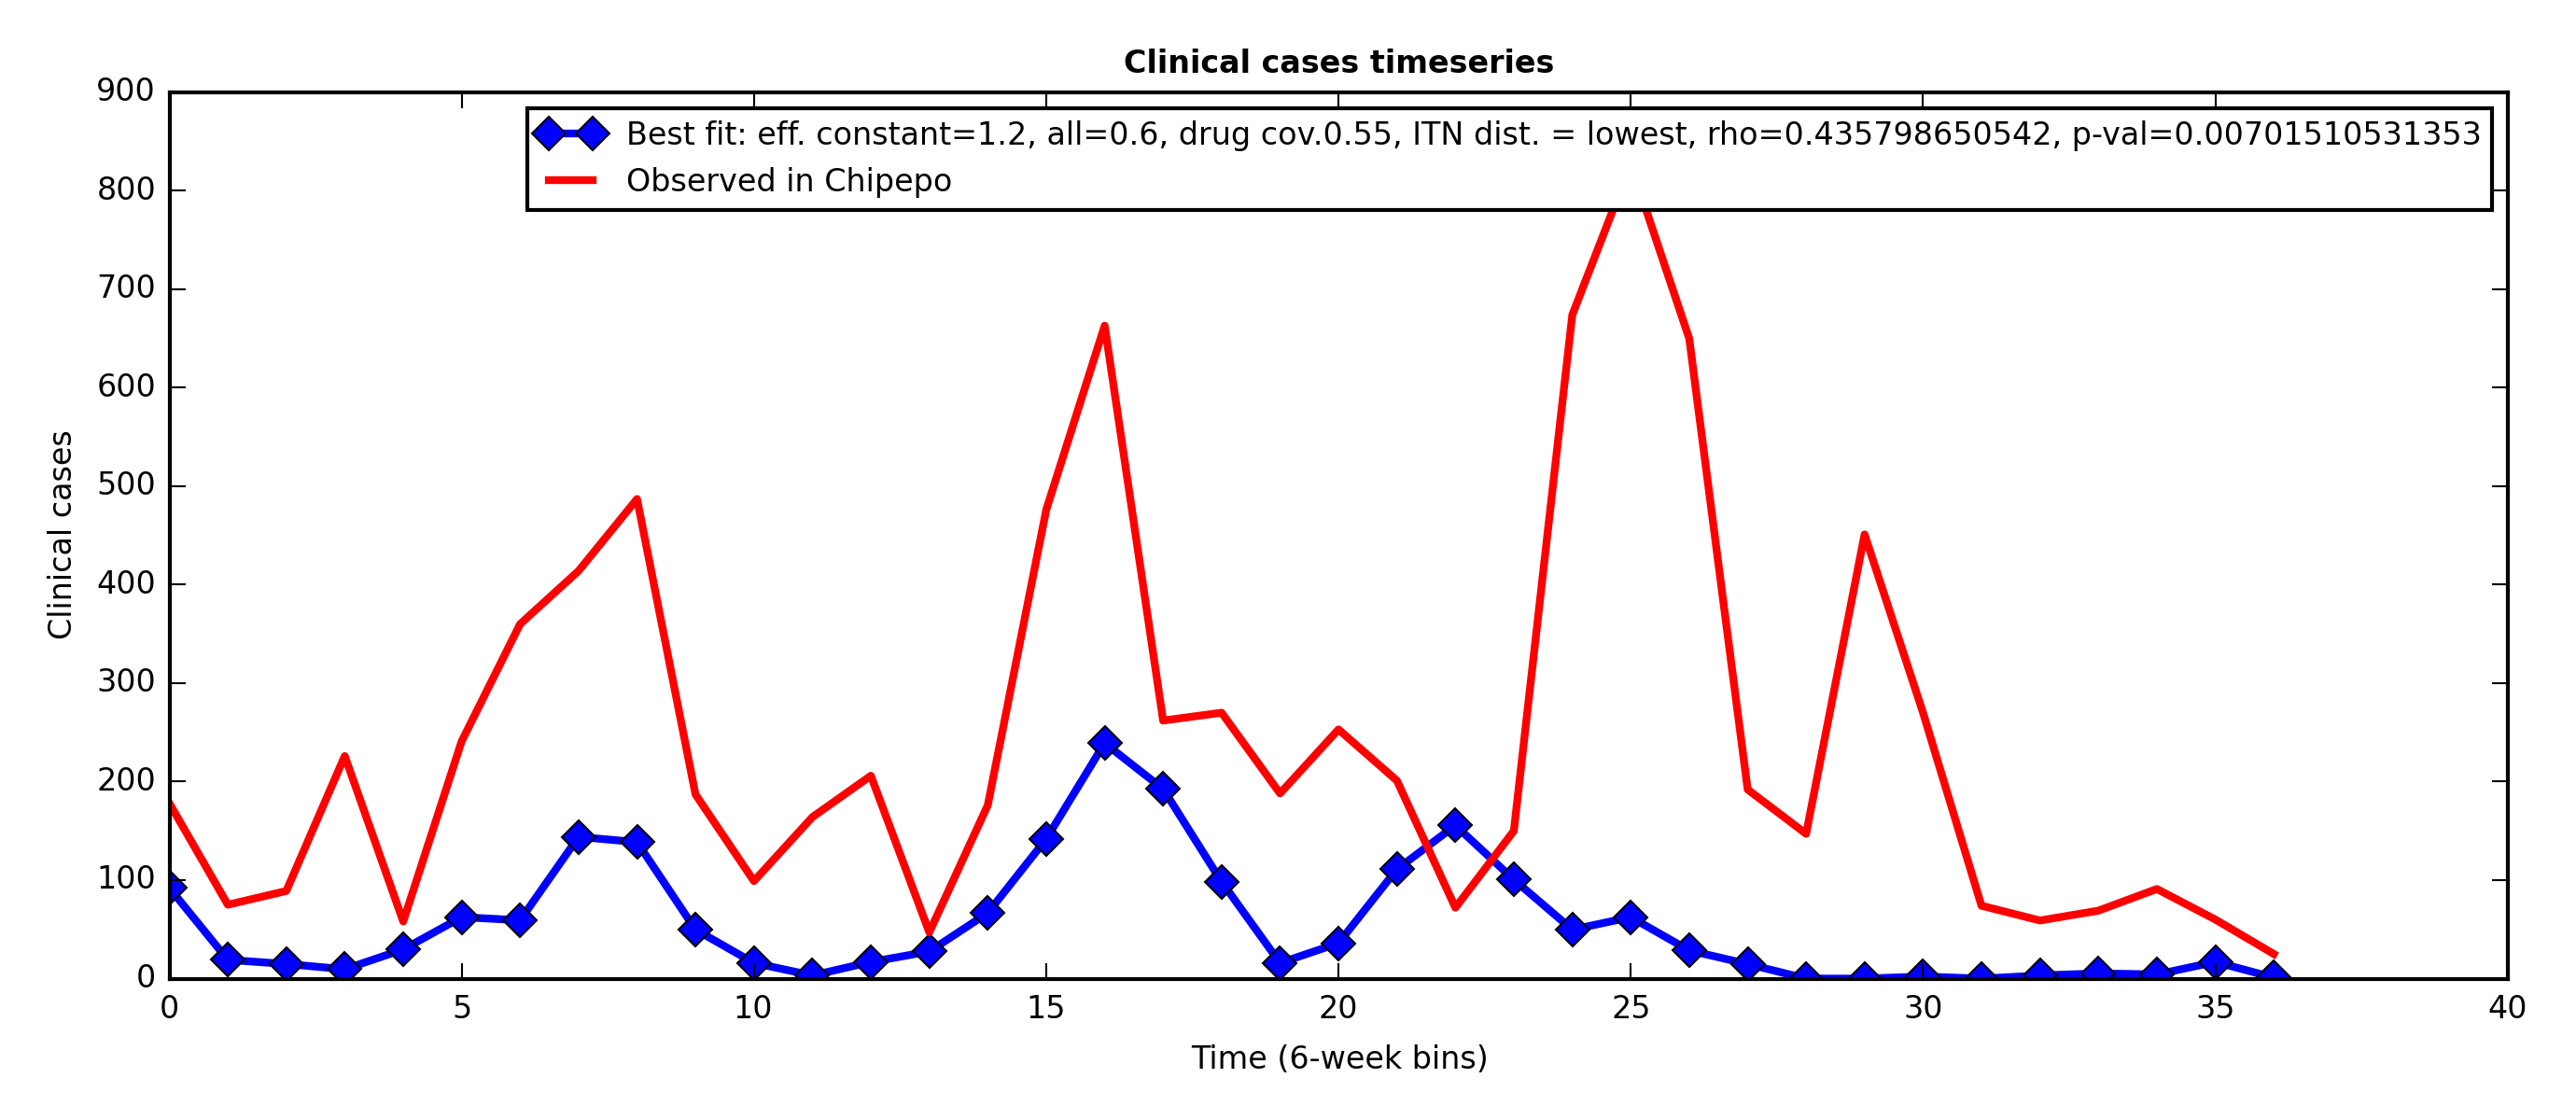 Clinical cases timeseries
900
800
700
600
500
400
300
200
100
0
Clinical cases
Best fit: eff. constant=1.2, all=0.6, drug cov.0.55, ITN dist. = lowest, rho=0.435798650542, p-val=0.00701510531353
Observed in Chipepo
0 5 10 15 20 25 30 35 40
Time (6-week bins)